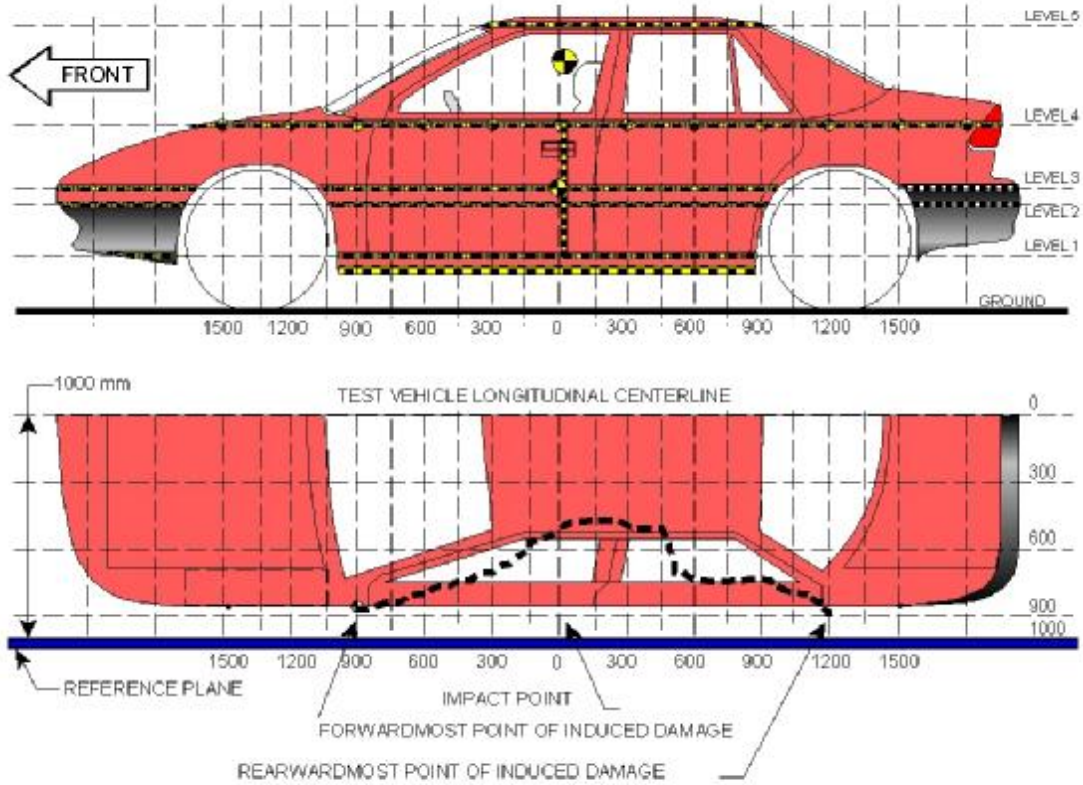 LEVEL 5
FRONT
LEVEL 4
LEVEL 3
LEVEL 2
LEVEL 1
GROUND
1500 1200 900 600 300 0 300 600 900 1200 1500
1000 mm
TEST VEHICLE LONGITUDINAL CENTERLINE
0
300
600
900
1000
1500 1200 900 600 300 0 300 600 900 1200 1500
REFERENCE PLANE
IMPACT POINT
FORWARDMOST POINT OF INDUCED DAMAGE
REARWARDMOST POINT OF INDUCED DAMAGE